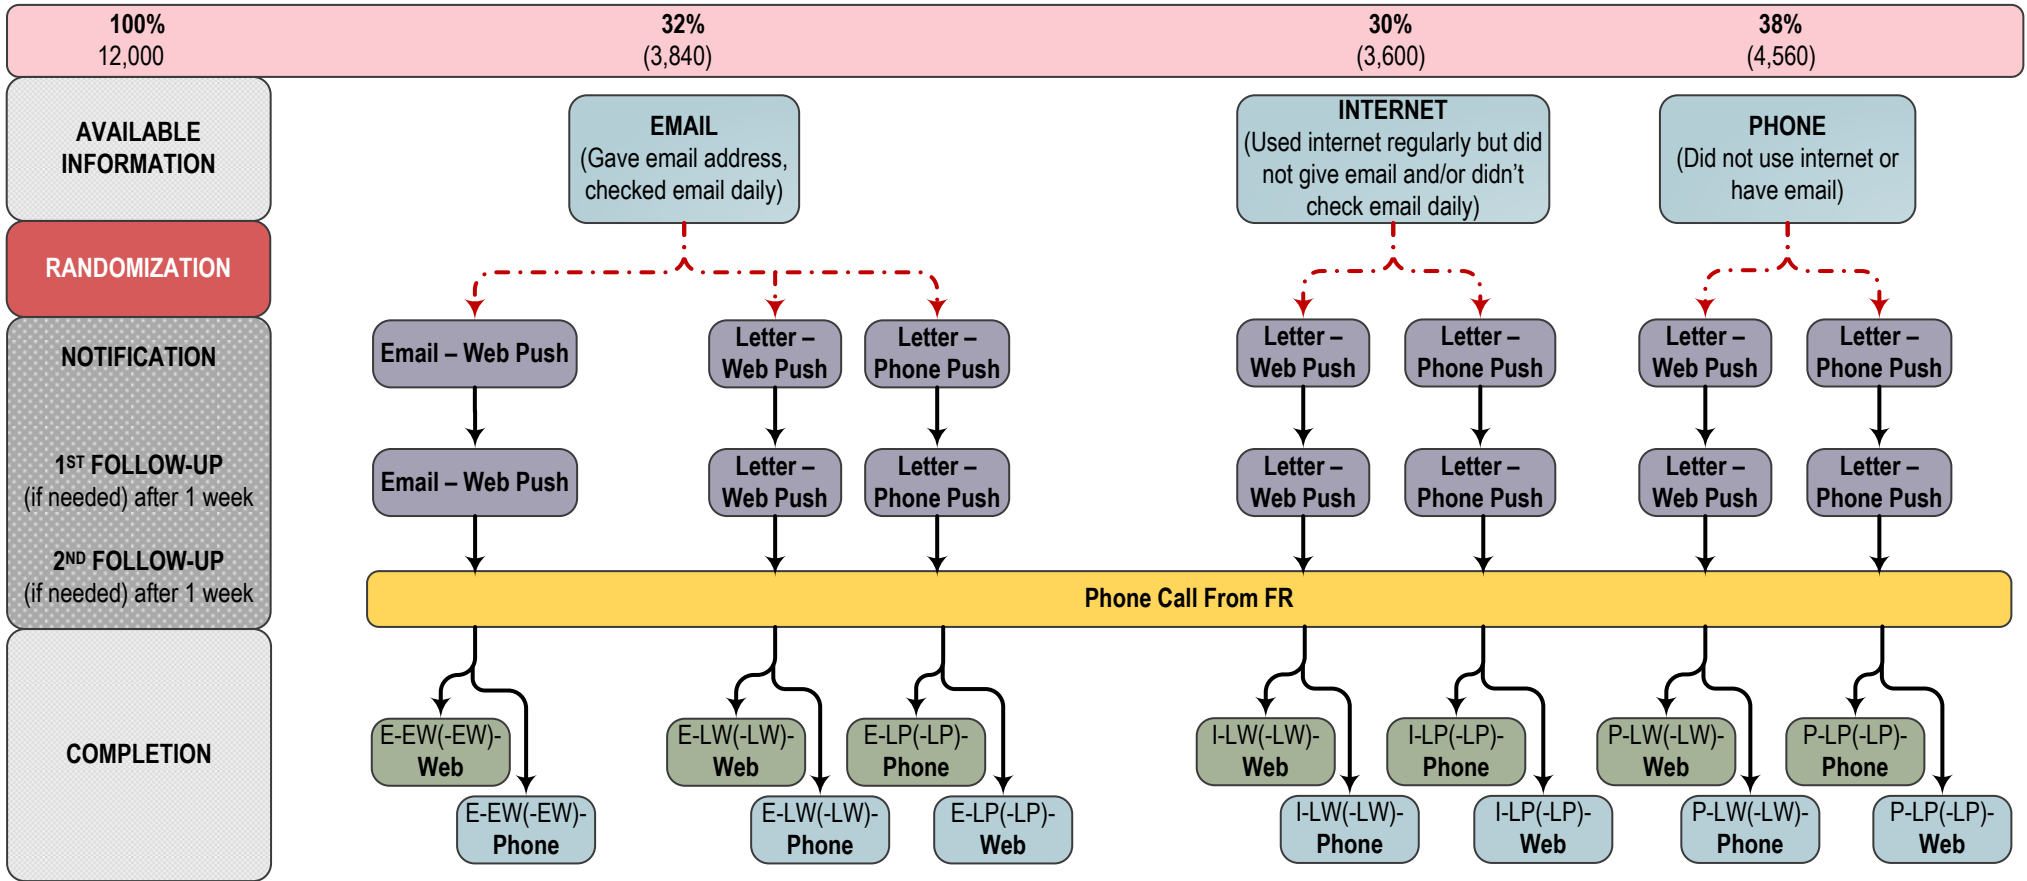 100%
12,000
32%
(3,840)
30%
(3,600)
38%
(4,560)
AVAILABLE
INFORMATION
EMAIL
(Gave email address,
checked email daily)
INTERNET
(Used internet regularly but did
not give email and/or didn’t
check email daily)
PHONE
(Did not use internet or
have email)
RANDOMIZATION
NOTIFICATION
Email – Web Push
Letter –
Web Push
Letter –
Phone Push
Letter –
Web Push
Letter –
Phone Push
Letter –
Web Push
Letter –
Phone Push
1ST FOLLOW-UP
(if needed) after 1 week
Email – Web Push
Letter –
Web Push
Letter –
Phone Push
Letter –
Web Push
Letter –
Phone Push
Letter –
Web Push
Letter –
Phone Push
2ND FOLLOW-UP
(if needed) after 1 week
Phone Call From FR
COMPLETION
E-EW(-EW)-
Web
E-LW(-LW)-
Web
E-LP(-LP)-
Phone
I-LW(-LW)-
Web
I-LP(-LP)-
Phone
P-LW(-LW)-
Web
P-LP(-LP)-
Phone
E-EW(-EW)-
Phone
E-LW(-LW)-
Phone
E-LP(-LP)-
Web
I-LW(-LW)-
Phone
I-LP(-LP)-
Web
P-LW(-LW)-
Phone
P-LP(-LP)-
Web